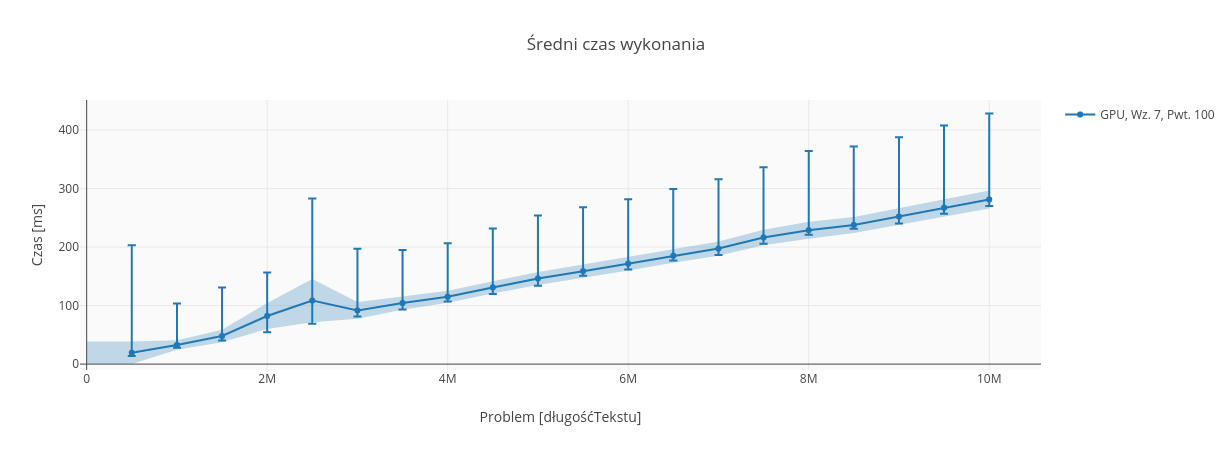 Średni czas wykonania
GPU, Wz. 7, Pwt. 100
Czas [ms]
400
300
200
100
0
0 2M 4M 6M 8M 10M
Problem [długośćTekstu]